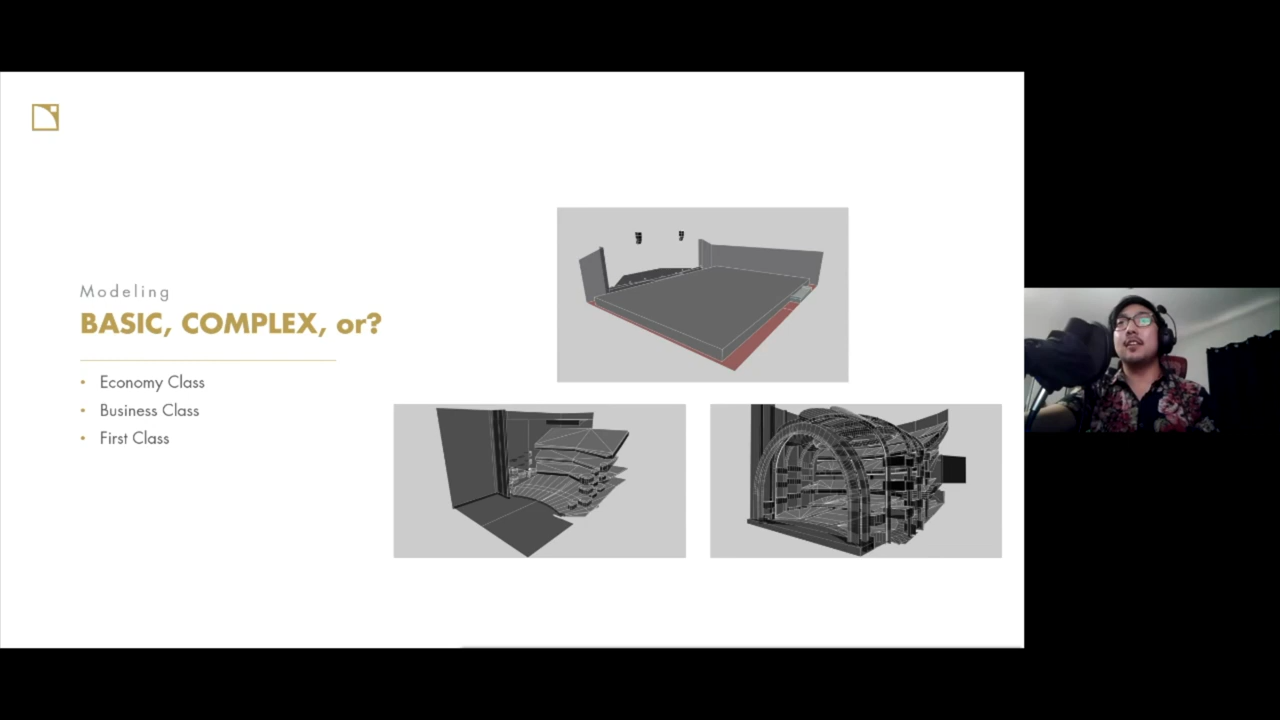 Modeling
BASIC, COMPLEX, or?
• Economy Class
• Business Class
• First Class